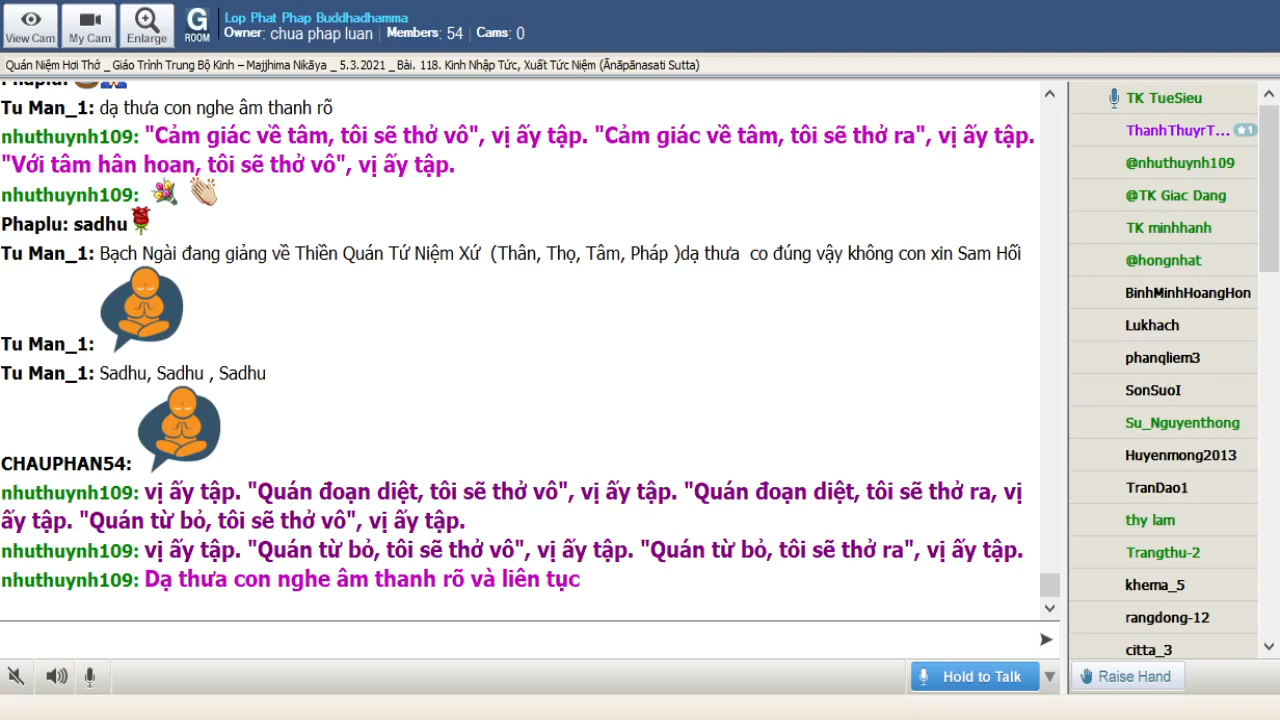 View Cam
My Cam
Enlarge
G
ROOM
Lop Phat Phap Buddhadhamma
Owner: chua phap luan | Members: 54 | Cams: 0
Quán Niệm Hơi Thở _ Giáo Trình Trung Bộ Kinh – Majjhima Nikāya _ 5.3.2021 _ Bài. 118. Kinh Nhập Tức, Xuất Tức Niệm (Ānāpānasati Sutta)
Phaplu:
Tu Man_1: dạ thưa con nghe âm thanh rõ
nhuthuynh109: "Cảm giác về tâm, tôi sẽ thở vô", vị ấy tập. "Cảm giác về tâm, tôi sẽ thở ra", vị ấy tập.
"Với tâm hân hoan, tôi sẽ thở vô", vị ấy tập.
nhuthuynh109:
Phaplu: sadhu
Tu Man_1: Bạch Ngài đang giảng về Thiền Quán Tứ Niệm Xứ (Thân, Thọ, Tâm, Pháp )dạ thưa co đúng vậy không con xin Sam Hối
Tu Man_1:
Tu Man_1: Sadhu, Sadhu , Sadhu
CHAUPHAN54:
nhuthuynh109: vị ấy tập. "Quán đoạn diệt, tôi sẽ thở vô", vị ấy tập. "Quán đoạn diệt, tôi sẽ thở ra, vị
ấy tập. "Quán từ bỏ, tôi sẽ thở vô", vị ấy tập.
nhuthuynh109: vị ấy tập. "Quán từ bỏ, tôi sẽ thở vô", vị ấy tập. "Quán từ bỏ, tôi sẽ thở ra", vị ấy tập.
nhuthuynh109: Dạ thưa con nghe âm thanh rõ và liên tục
Hold to Talk
TK TueSieu
ThanhThuyrT... ★1
@nhuthuynh109
@TK Giac Dang
TK minhhanh
@hongnhat
BinhMinhHoangHon
Lukhach
phanqliem3
SonSuoI
Su_Nguyenthong
Huyenmong2013
TranDao1
thy lam
Trangthu-2
khema_5
rangdong-12
citta_3
Raise Hand